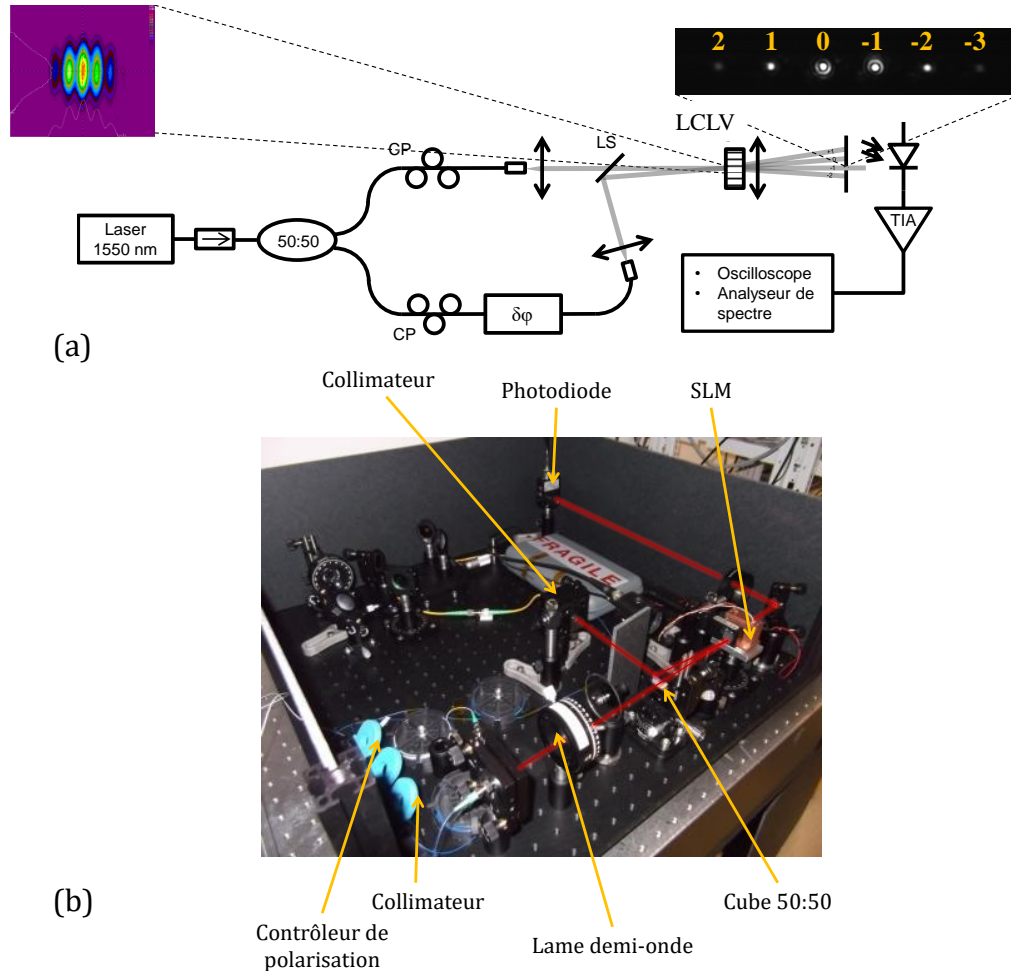 2 1 0 -1 -2 -3
LCLV
LS
CP
Laser
1550 nm
50:50
TIA
• Oscilloscope
• Analyseur de
spectre
δφ
CP
(a)
Collimateur
Photodiode
SLM
FRAGILE
(b)
Collimateur
Cube 50:50
Contrôleur de
polarisation
Lame demi-onde